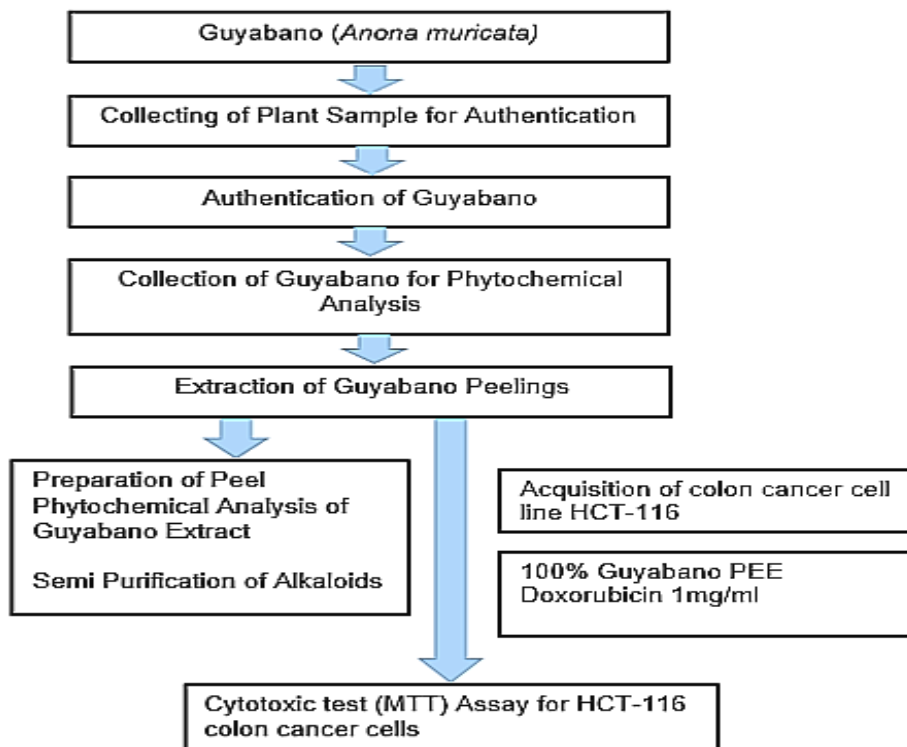 Guyabano (Anona muricata)
Collecting of Plant Sample for Authentication
Authentication of Guyabano
Collection of Guyabano for Phytochemical
Analysis
Extraction of Guyabano Peelings
Preparation of Peel
Phytochemical Analysis of
Guyabano Extract
Semi Purification of Alkaloids
Acquisition of colon cancer cell
line HCT-116
100% Guyabano PEE
Doxorubicin 1mg/ml
Cytotoxic test (MTT) Assay for HCT-116
colon cancer cells